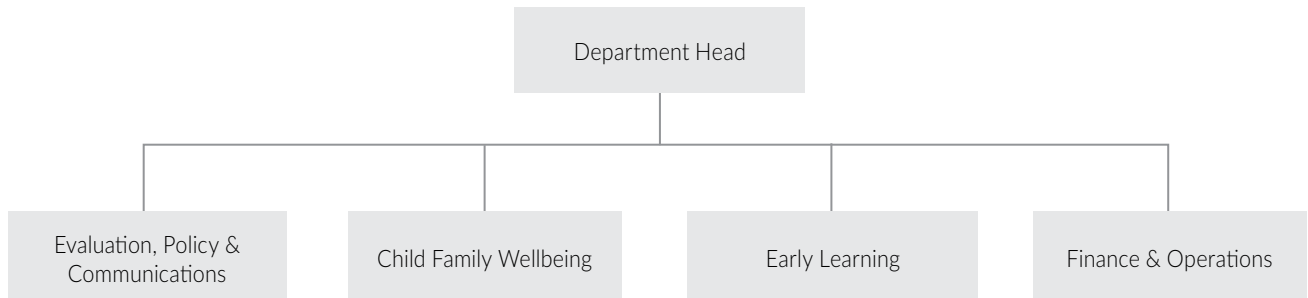 Department Head
Evaluation, Policy &
Communications
Child Family Wellbeing
Early Learning
Finance & Operations